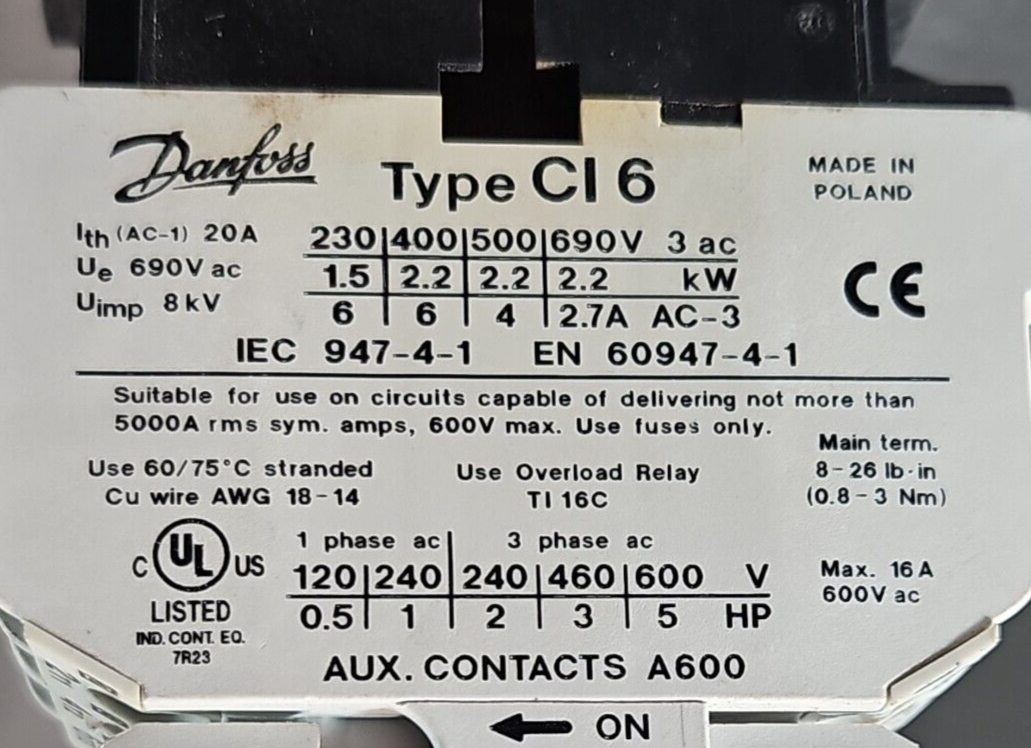 Danfoss Type CI 6 MADE IN
POLAND
Ith (AC-1) 20A
Ue 690V ac
Uimp 8kV
230 400 500 690V 3 ac
1.5 2.2 2.2 2.2 kW
6 6 4 2.7A AC-3
CE
IEC 947-4-1 EN 60947-4-1
Suitable for use on circuits capable of delivering not more than
5000A rms sym. amps, 600V max. Use fuses only.
Use 60/75°C stranded
Cu wire AWG 18-14
Use Overload Relay
TI 16C
Main term.
8-26 lb·in
(0.8-3 Nm)
C UL US
LISTED
IND. CONT. EQ.
7R23
1 phase ac 3 phase ac
120 240 240 460 600 V
0.5 1 2 3 5 HP
Max. 16A
600V ac
AUX. CONTACTS A600
← ON